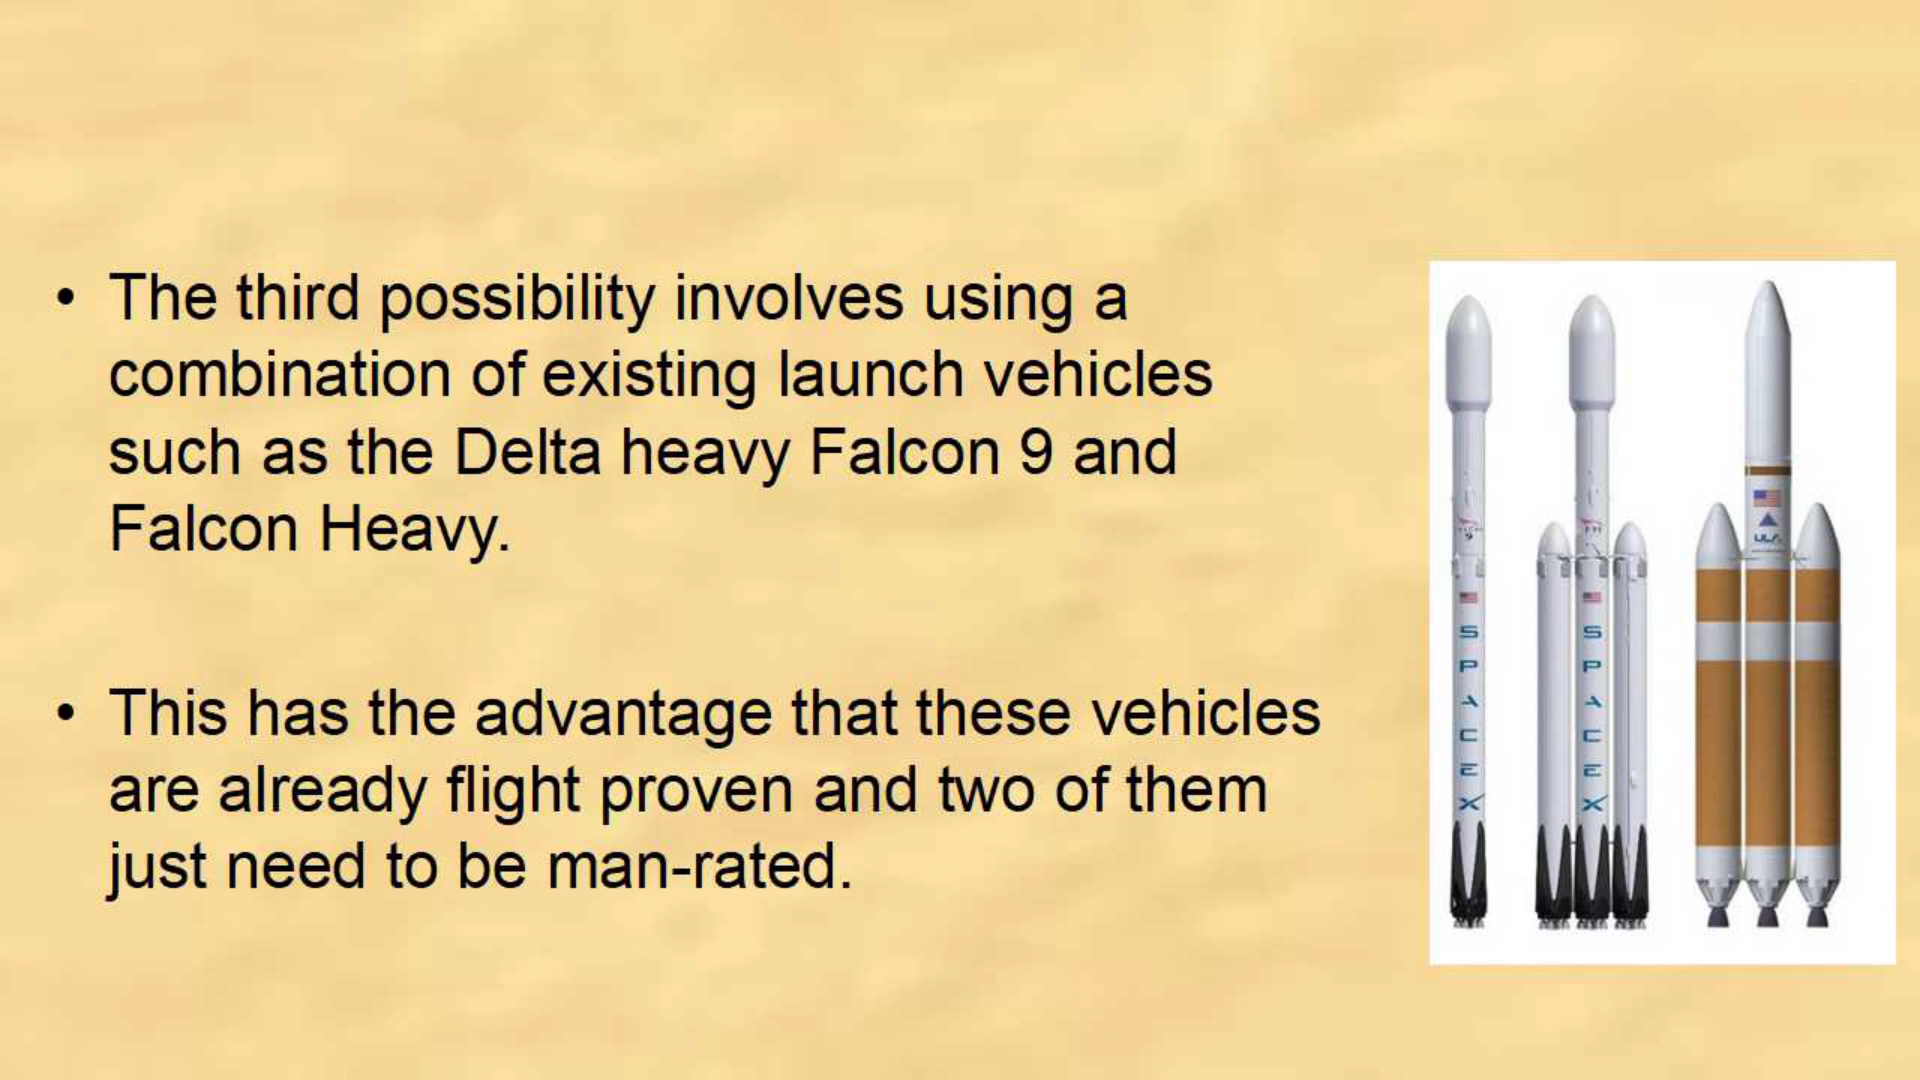 • The third possibility involves using a
combination of existing launch vehicles
such as the Delta heavy Falcon 9 and
Falcon Heavy.
• This has the advantage that these vehicles
are already flight proven and two of them
just need to be man-rated.
9
SPACEX
SPACEX
ULA